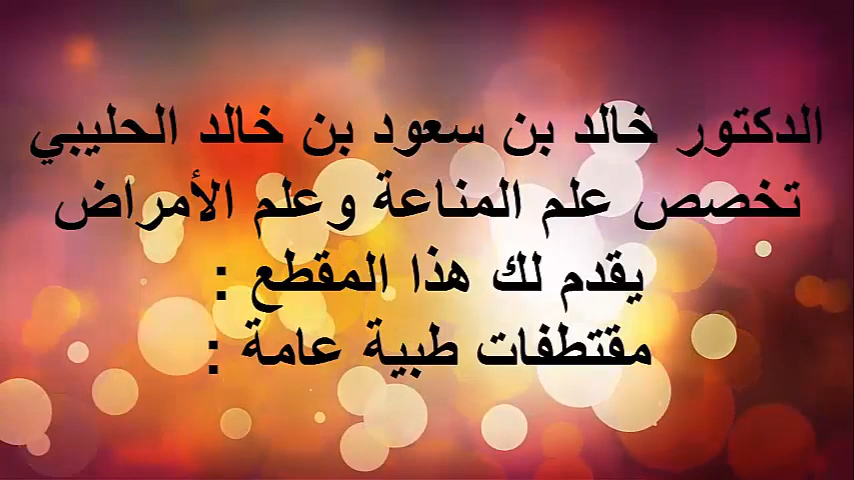 الدكتور خالد بن سعود بن خالد الحليبي
تخصص علم المناعة وعلم الأمراض
يقدم لك هذا المقطع :
مقتطفات طبية عامة :